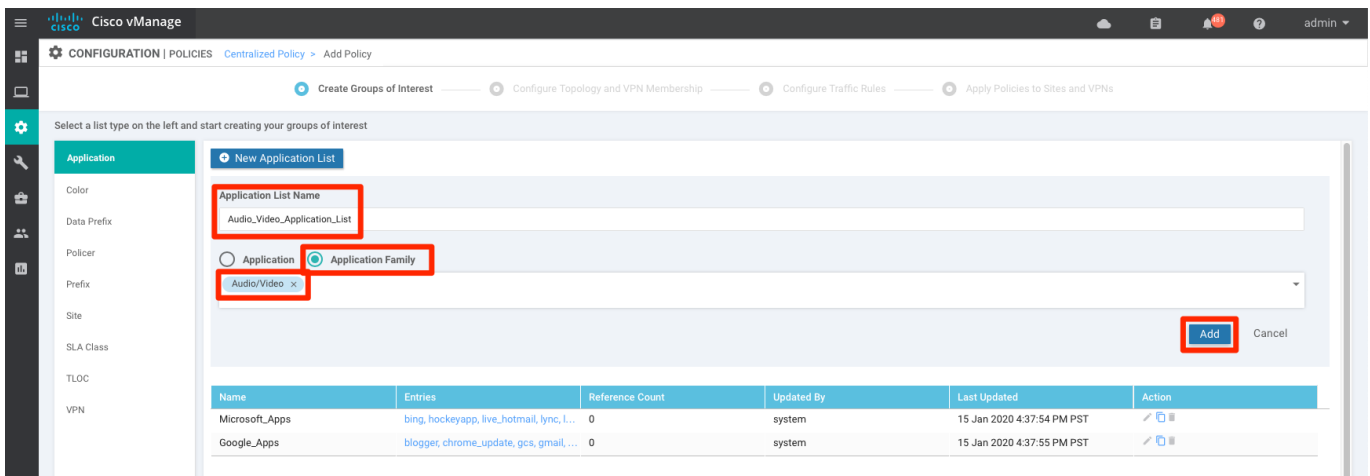 cisco Cisco vManage 481 admin
CONFIGURATION | POLICIES Centralized Policy > Add Policy
Create Groups of Interest Configure Topology and VPN Membership Configure Traffic Rules Apply Policies to Sites and VPNs
Select a list type on the left and start creating your groups of interest
Application
Color
Data Prefix
Policer
Prefix
Site
SLA Class
TLOC
VPN
New Application List
Application List Name
Audio_Video_Application_List
Application Application Family
Audio/Video ×
Add Cancel
Name Entries Reference Count Updated By Last Updated Action
Microsoft_Apps bing, hockeyapp, live_hotmail, lync, l... 0 system 15 Jan 2020 4:37:54 PM PST
Google_Apps blogger, chrome_update, gcs, gmail, ... 0 system 15 Jan 2020 4:37:55 PM PST